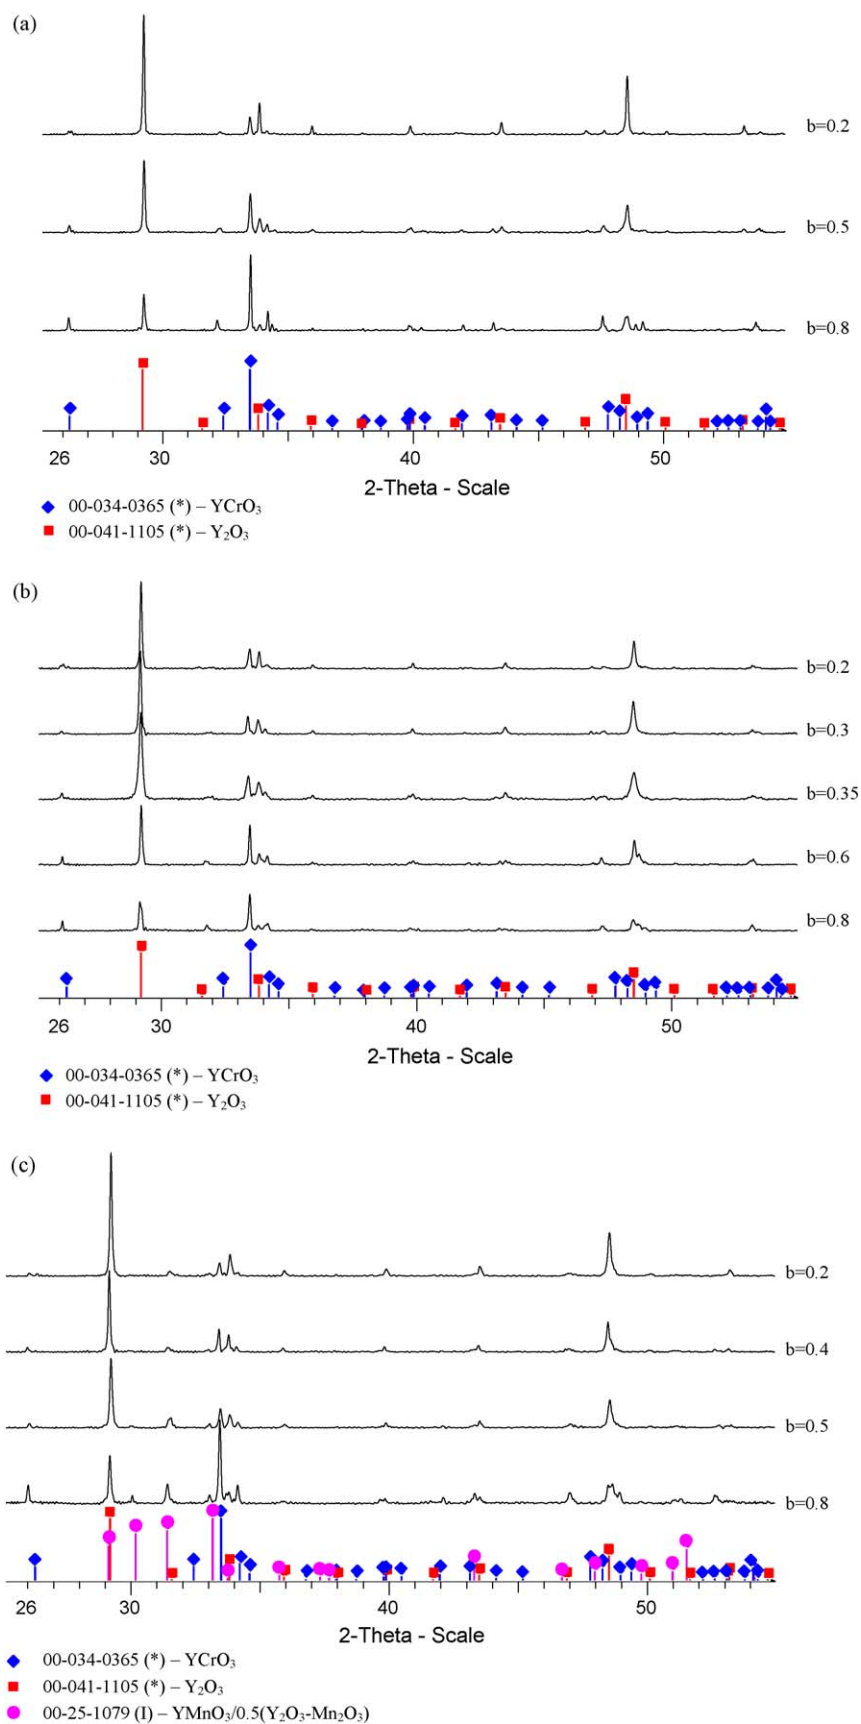 (a)
b=0.2
b=0.5
b=0.8
26 30 40 50
2-Theta - Scale
00-034-0365 (*) – YCrO₃
00-041-1105 (*) – Y₂O₃
(b)
b=0.2
b=0.3
b=0.35
b=0.6
b=0.8
26 30 40 50
2-Theta - Scale
00-034-0365 (*) – YCrO₃
00-041-1105 (*) – Y₂O₃
(c)
b=0.2
b=0.4
b=0.5
b=0.8
26 30 40 50
2-Theta - Scale
00-034-0365 (*) – YCrO₃
00-041-1105 (*) – Y₂O₃
00-25-1079 (I) – YMnO₃/0.5(Y₂O₃-Mn₂O₃)